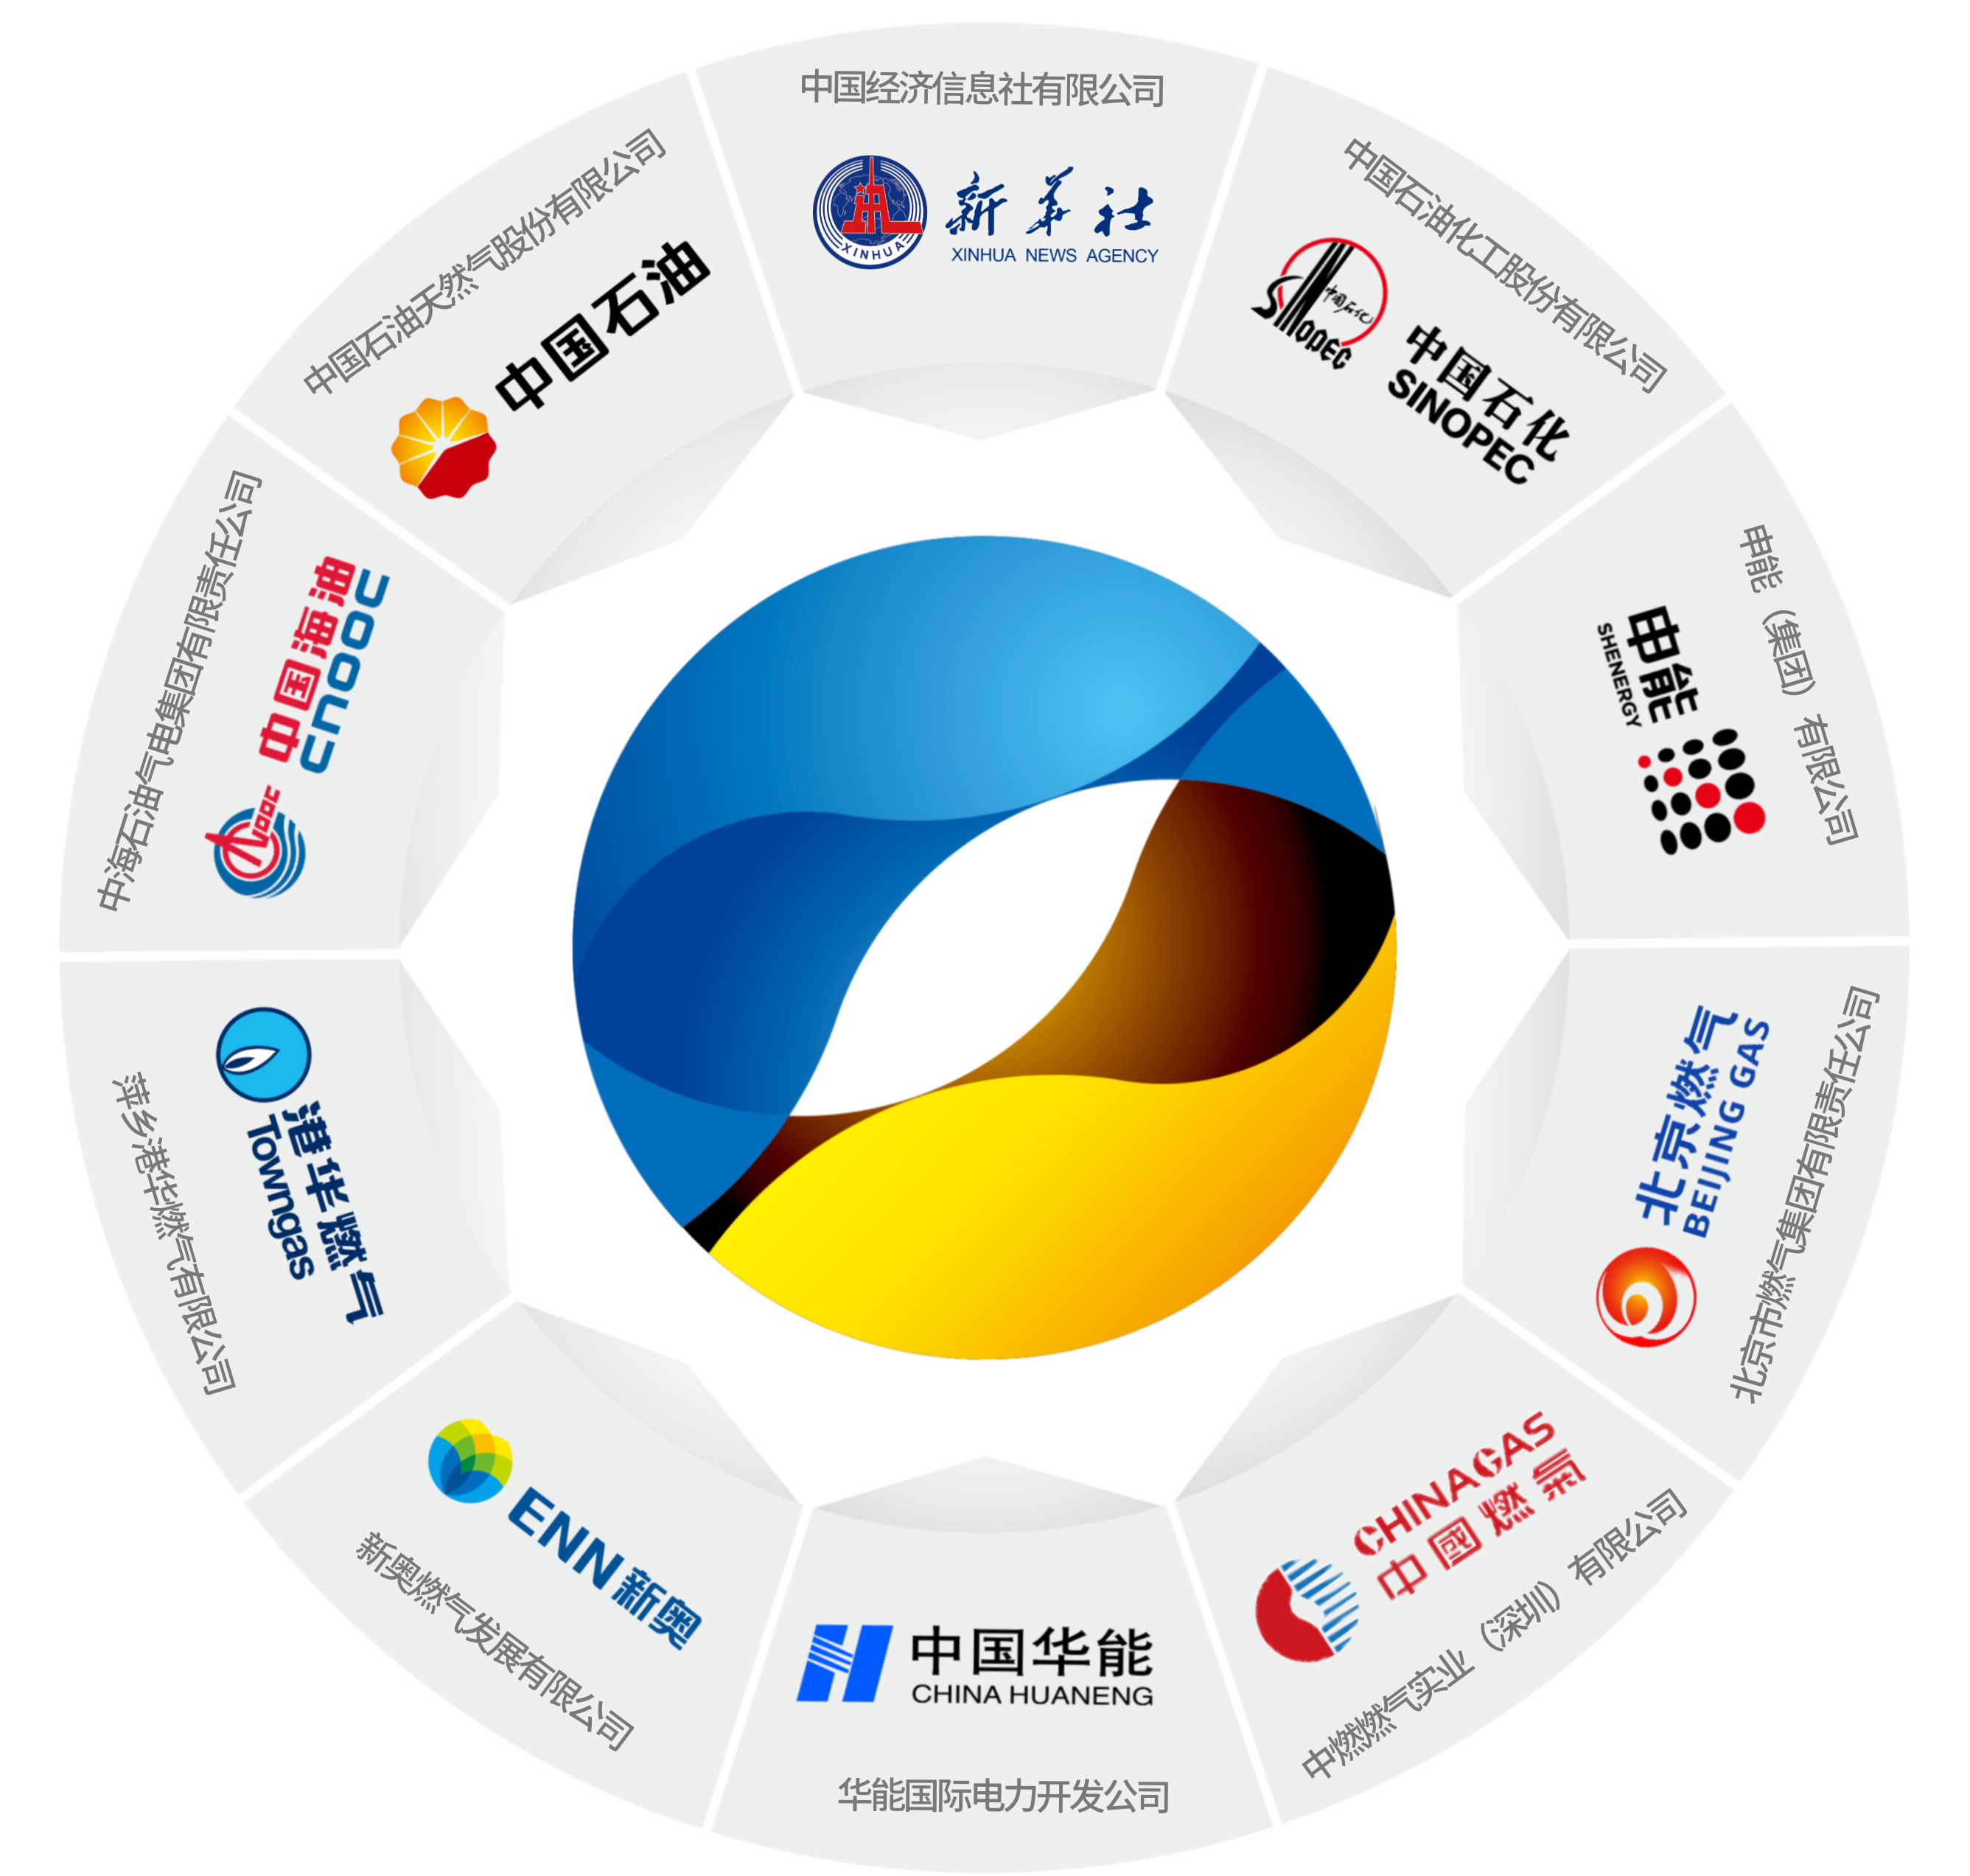 中国经济信息社有限公司
XINHUA
新华社
XINHUA NEWS AGENCY
中国石油化工股份有限公司
SINOPEC
中国石化
中国石化
SINOPEC
申能（集团）有限公司
申能
SHENERGY
北京市燃气集团有限责任公司
北京燃气
BEIJING GAS
CHINAGAS
中國燃氣
中燃燃气实业（深圳）有限公司
中国华能
CHINA HUANENG
华能国际电力开发公司
ENN新奥
新奥燃气发展有限公司
港华燃气
Towngas
萍乡港华燃气有限公司
中海石油气电集团有限责任公司
中国海油
cnooc
CNOOC
中国石油天然气股份有限公司
中国石油